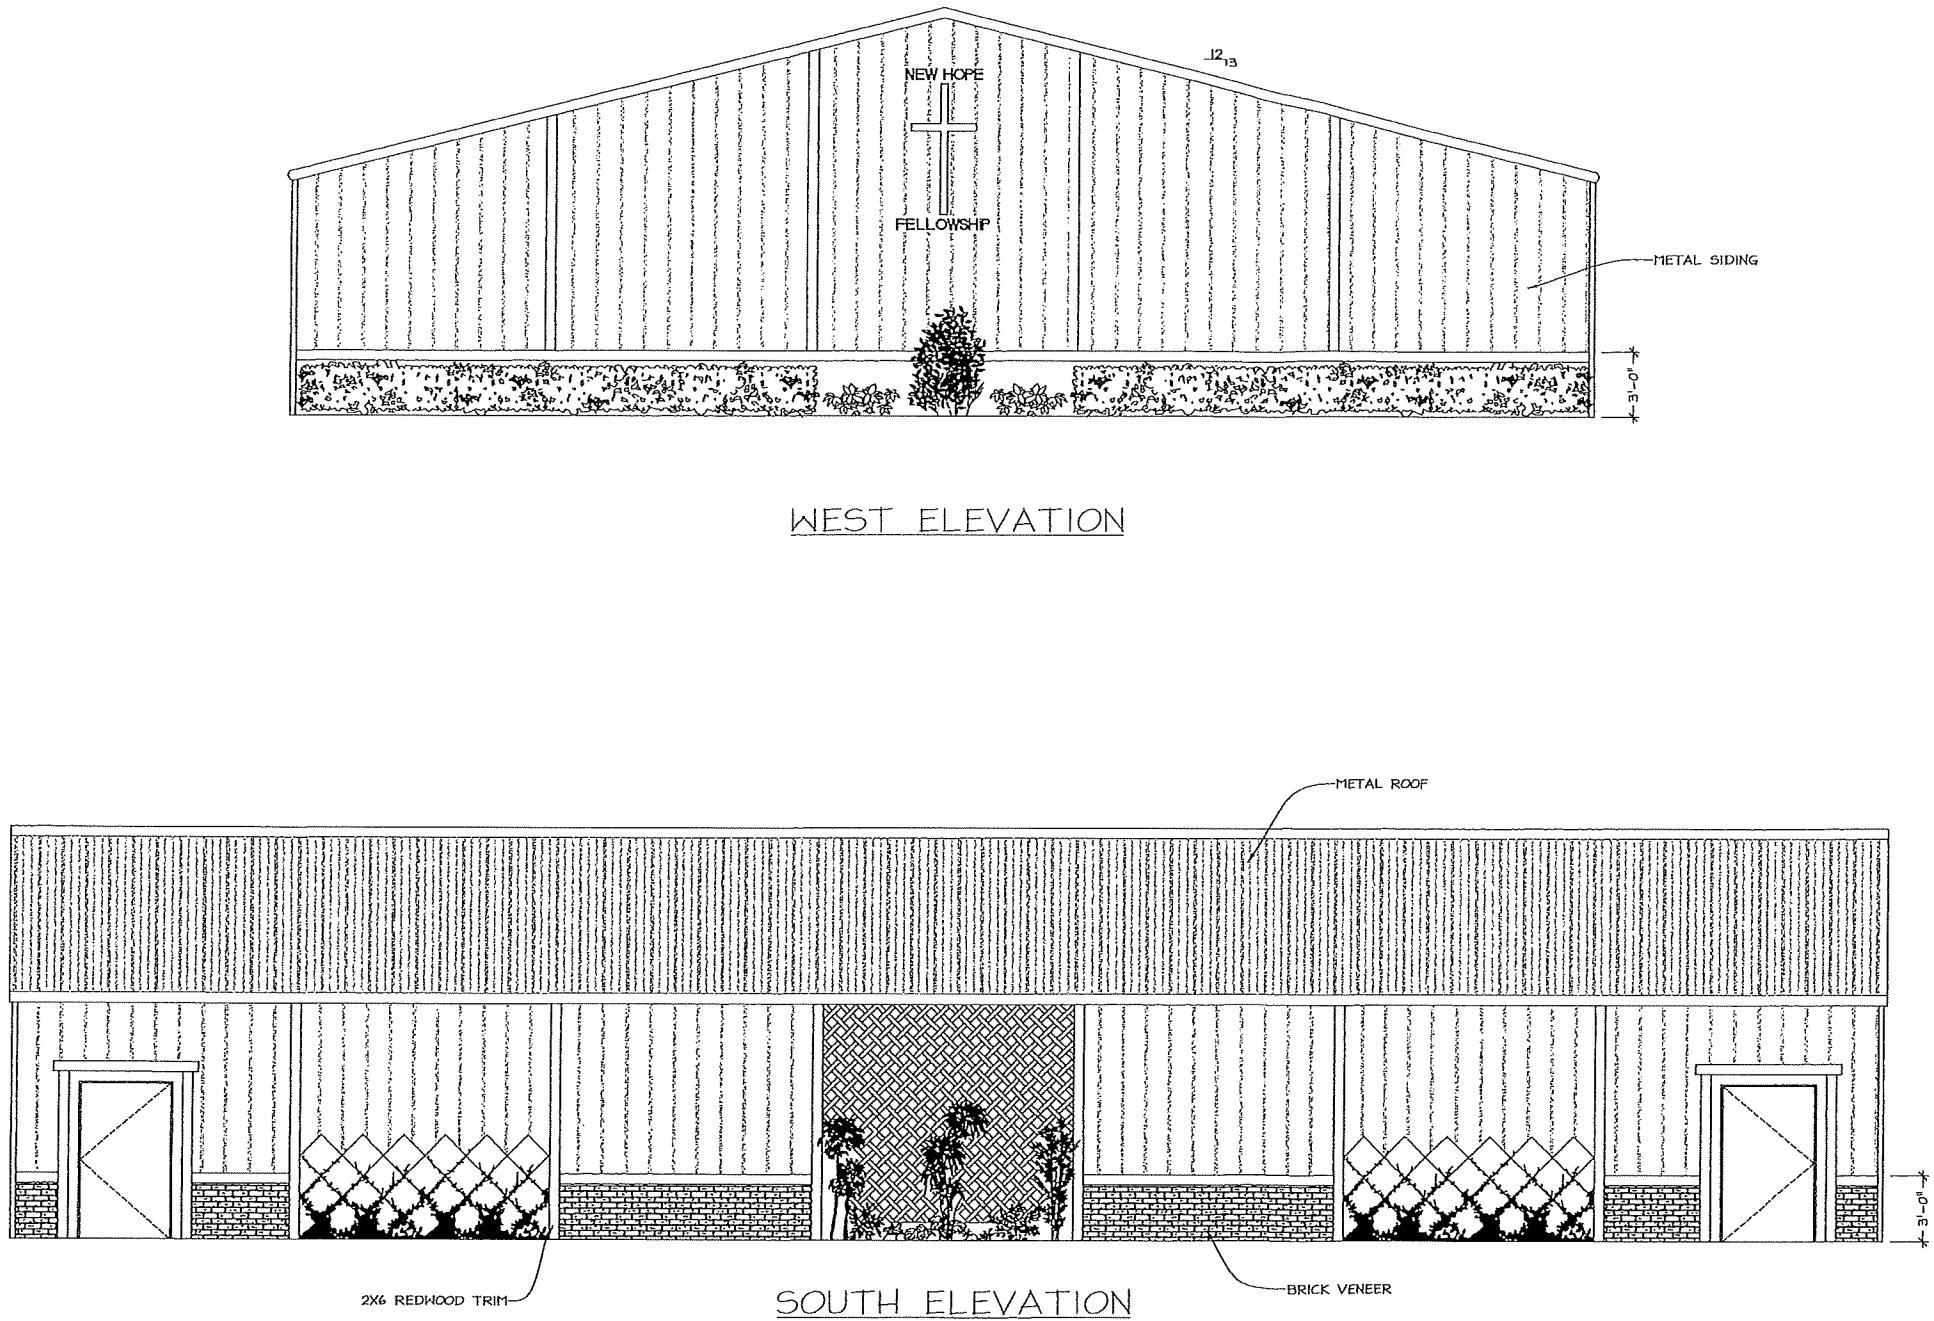 12
13
NEW HOPE
FELLOWSHIP
METAL SIDING
3'-0"
WEST ELEVATION
METAL ROOF
3'-0"
2X6 REDWOOD TRIM
BRICK VENEER
SOUTH ELEVATION